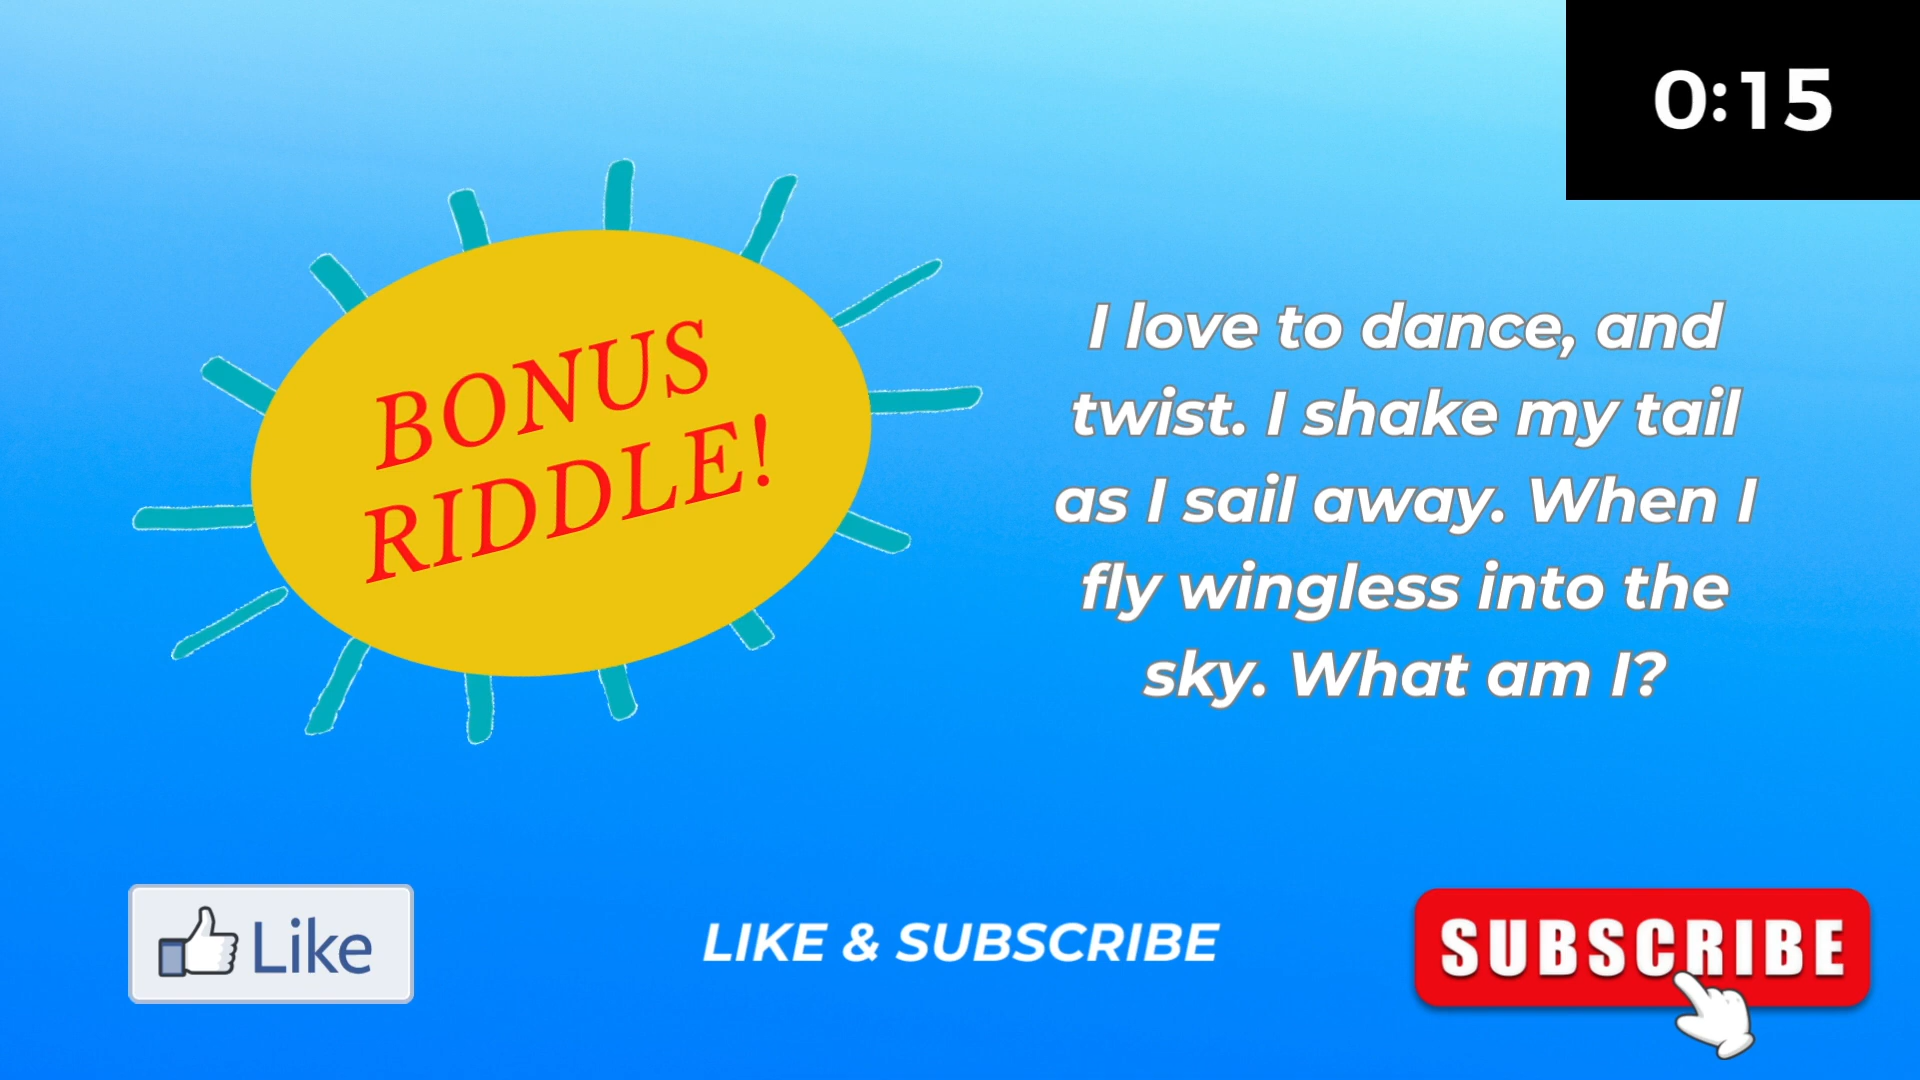 0:15
BONUS
RIDDLE!
I love to dance, and
twist. I shake my tail
as I sail away. When I
fly wingless into the
sky. What am I?
Like
LIKE & SUBSCRIBE
SUBSCRIBE